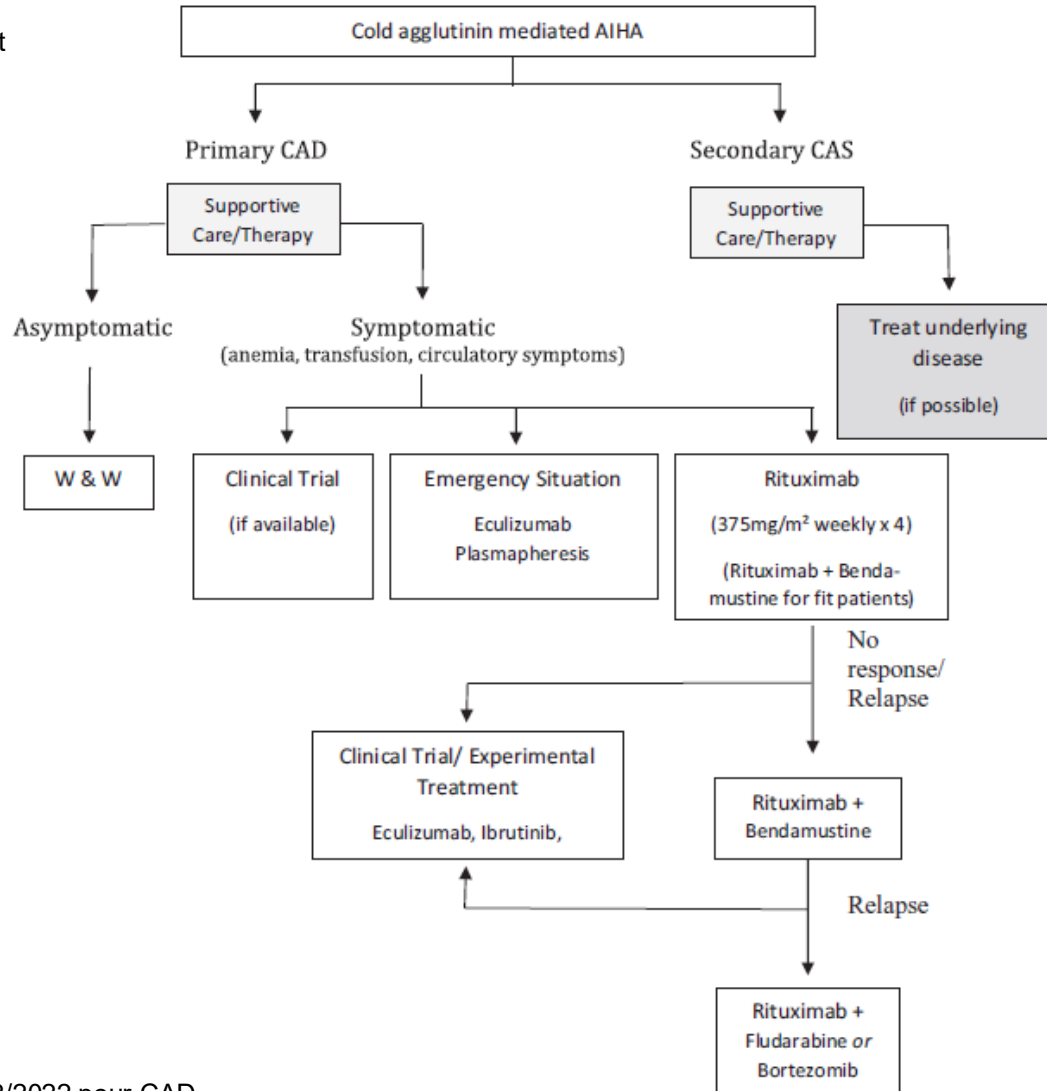 t
Cold agglutinin mediated AIHA
Primary CAD
Secondary CAS
Supportive
Care/Therapy
Supportive
Care/Therapy
Asymptomatic
Symptomatic
(anemia, transfusion, circulatory symptoms)
Treat underlying
disease
(if possible)
W & W
Clinical Trial
(if available)
Emergency Situation
Eculizumab
Plasmapheresis
Rituximab
(375mg/m² weekly x 4)
(Rituximab + Benda-
mustine for fit patients)
No
response/
Relapse
Clinical Trial/ Experimental
Treatment
Eculizumab, Ibrutinib,
Rituximab +
Bendamustine
Relapse
Rituximab +
Fludarabine or
Bortezomib
/2022 pour CAD